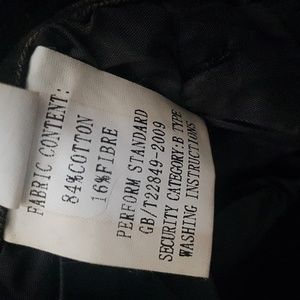 FABRIC CONTENT:
84%COTTON
16%FIBRE
PERFORM STANDARD
GB/T22849-2009
SECURITY CATEGORY:B TYPE
WASHING INSTRUCTIONS